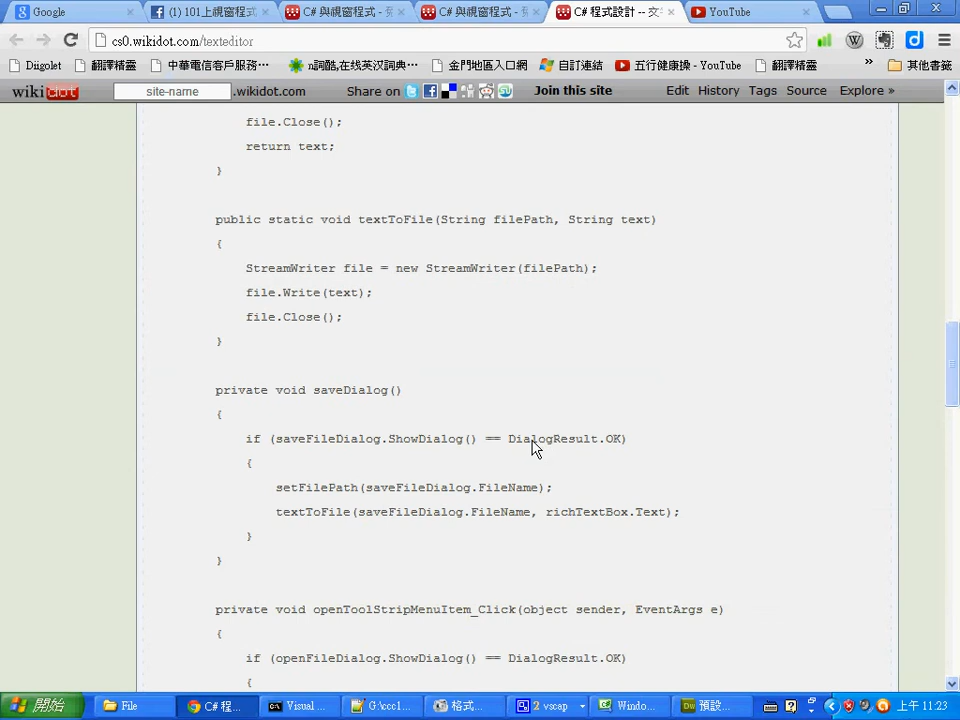 Google
(1) 101上視窗程式
C# 與視窗程式 -
C# 與視窗程式 -
C# 程式設計 -- 文
YouTube
cs0.wikidot.com/texteditor
Diigolet
翻譯精靈
中華電信客戶服務…
n詞酷,在线英汉词典…
金門地區入口網
自訂連結
五行健康操 - YouTube
翻譯精靈
»
其他書籤
wikidot
site-name
.wikidot.com
Share on
Join this site
Edit
History
Tags
Source
Explore »
file.Close();
return text;
}
public static void textToFile(String filePath, String text)
{
StreamWriter file = new StreamWriter(filePath);
file.Write(text);
file.Close();
}
private void saveDialog()
{
if (saveFileDialog.ShowDialog() == DialogResult.OK)
{
setFilePath(saveFileDialog.FileName);
textToFile(saveFileDialog.FileName, richTextBox.Text);
}
}
private void openToolStripMenuItem_Click(object sender, EventArgs e)
{
if (openFileDialog.ShowDialog() == DialogResult.OK)
{
開始
File
C# 程...
Visual ...
G:\ccc1...
格式...
2 vscap
Windo...
預設...
上午 11:23